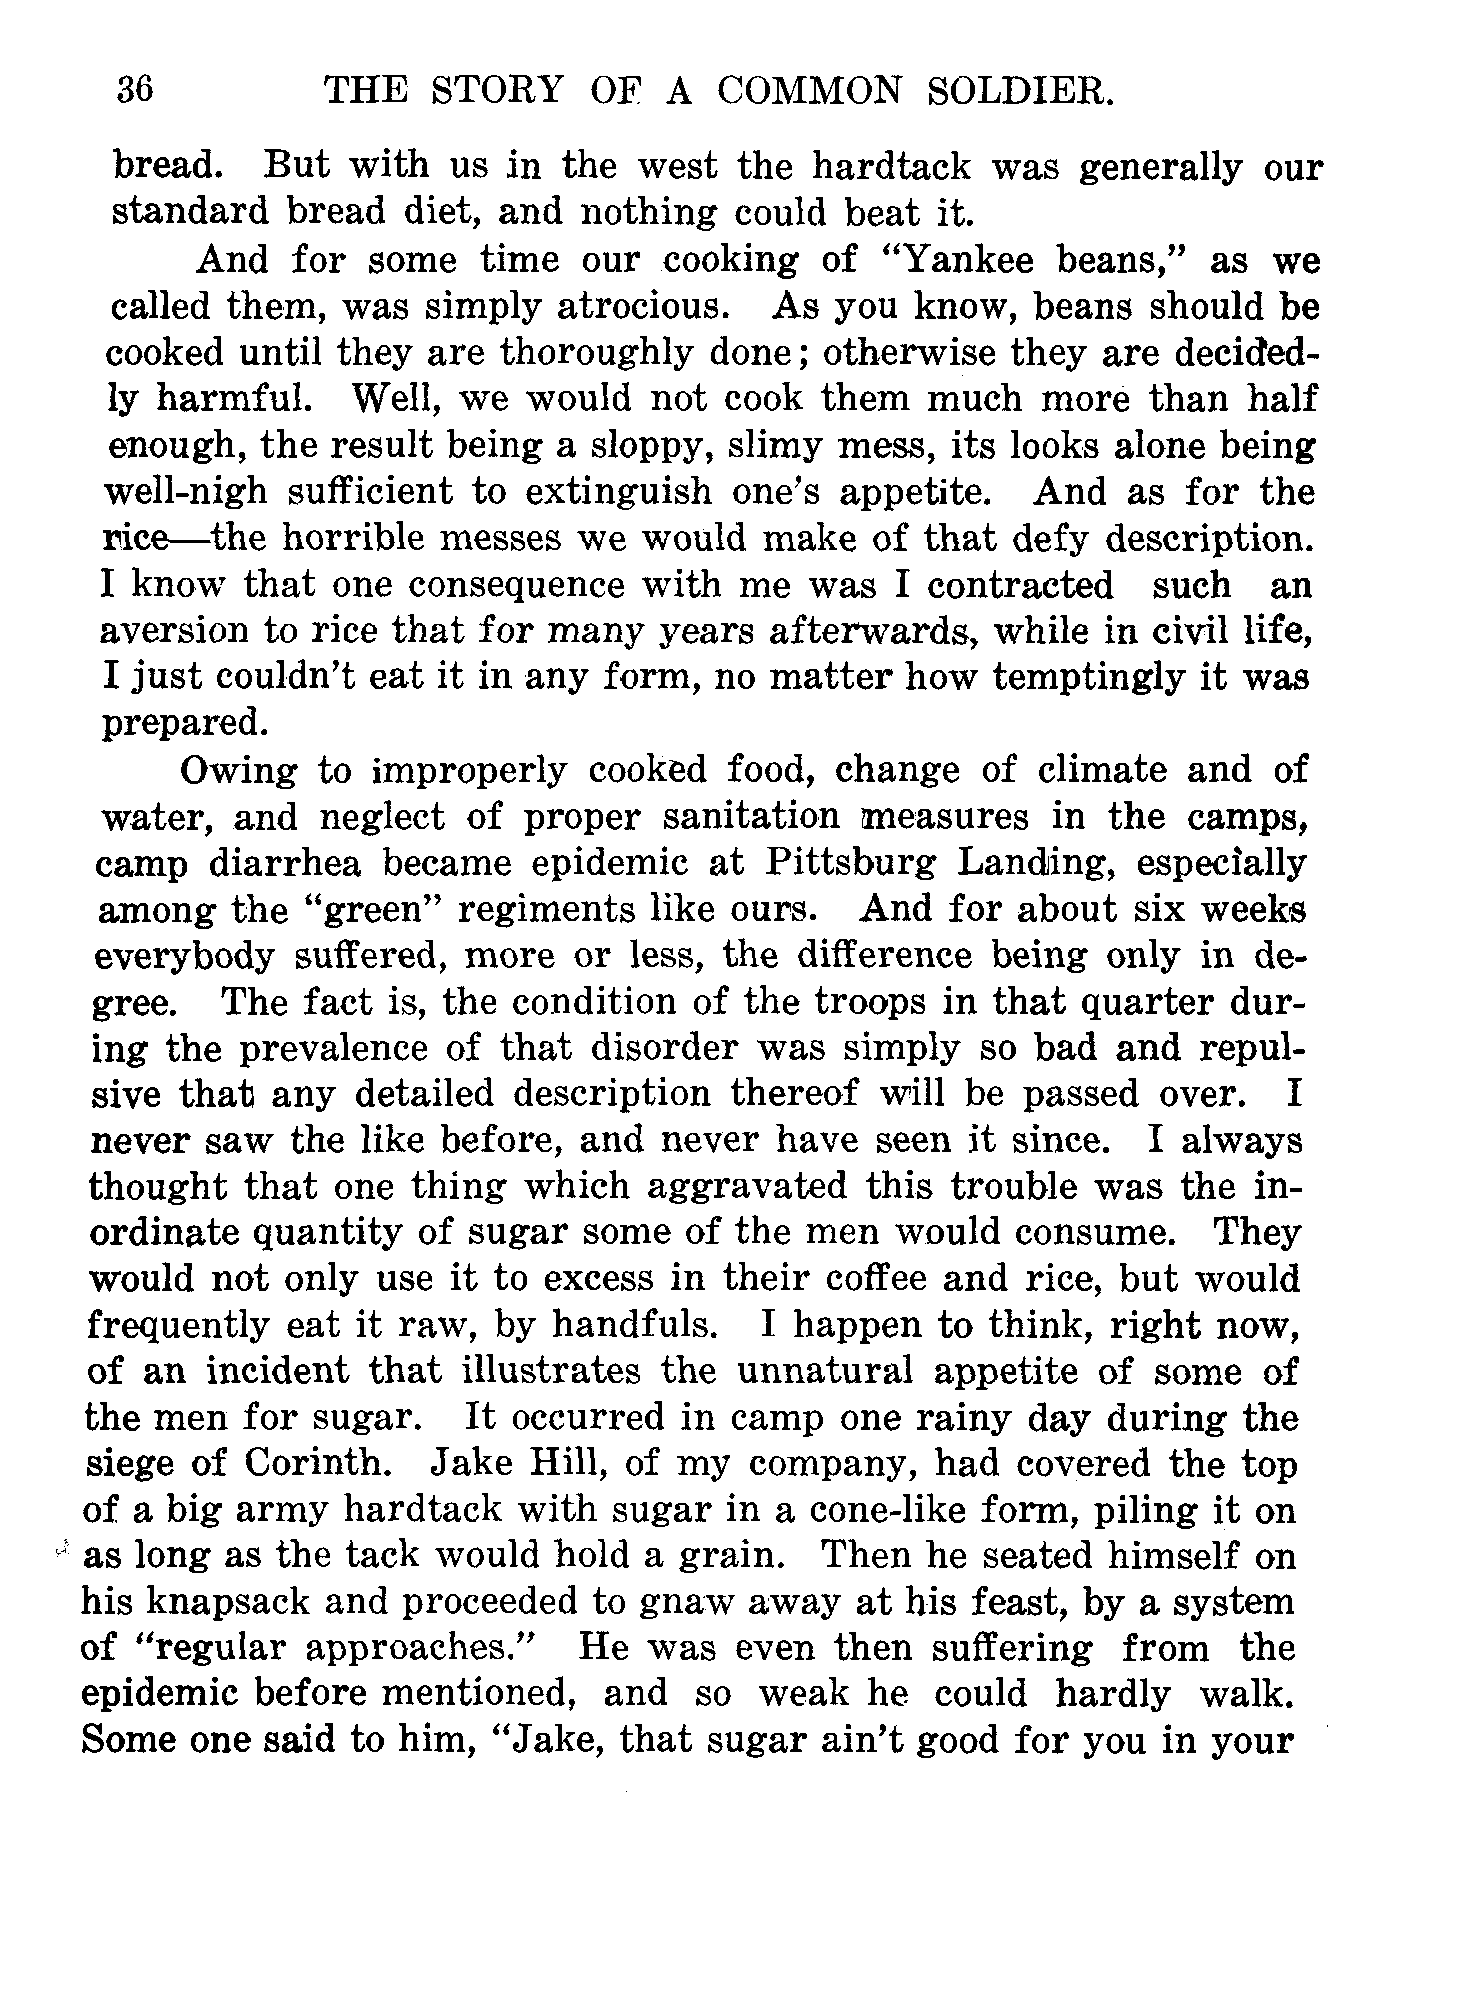 36 THE STORY OF A COMMON SOLDIER.
bread. But with us in the west the hardtack was generally our
standard bread diet, and nothing could beat it.
And for some time our cooking of “Yankee beans,” as we
called them, was simply atrocious. As you know, beans should be
cooked until they are thoroughly done; otherwise they are decided-
ly harmful. Well, we would not cook them much more than half
enough, the result being a sloppy, slimy mess, its looks alone being
well-nigh sufficient to extinguish one's appetite. And as for the
rice—the horrible messes we would make of that defy description.
I know that one consequence with me was I contracted such an
aversion to rice that for many years afterwards, while in civil life,
I just couldn't eat it in any form, no matter how temptingly it was
prepared.
Owing to improperly cooked food, change of climate and of
water, and neglect of proper sanitation measures in the camps,
camp diarrhea became epidemic at Pittsburg Landing, especially
among the “green” regiments like ours. And for about six weeks
everybody suffered, more or less, the difference being only in de-
gree. The fact is, the condition of the troops in that quarter dur-
ing the prevalence of that disorder was simply so bad and repul-
sive that any detailed description thereof will be passed over. I
never saw the like before, and never have seen it since. I always
thought that one thing which aggravated this trouble was the in-
ordinate quantity of sugar some of the men would consume. They
would not only use it to excess in their coffee and rice, but would
frequently eat it raw, by handfuls. I happen to think, right now,
of an incident that illustrates the unnatural appetite of some of
the men for sugar. It occurred in camp one rainy day during the
siege of Corinth. Jake Hill, of my company, had covered the top
of a big army hardtack with sugar in a cone-like form, piling it on
as long as the tack would hold a grain. Then he seated himself on
his knapsack and proceeded to gnaw away at his feast, by a system
of “regular approaches.” He was even then suffering from the
epidemic before mentioned, and so weak he could hardly walk.
Some one said to him, “Jake, that sugar ain't good for you in your